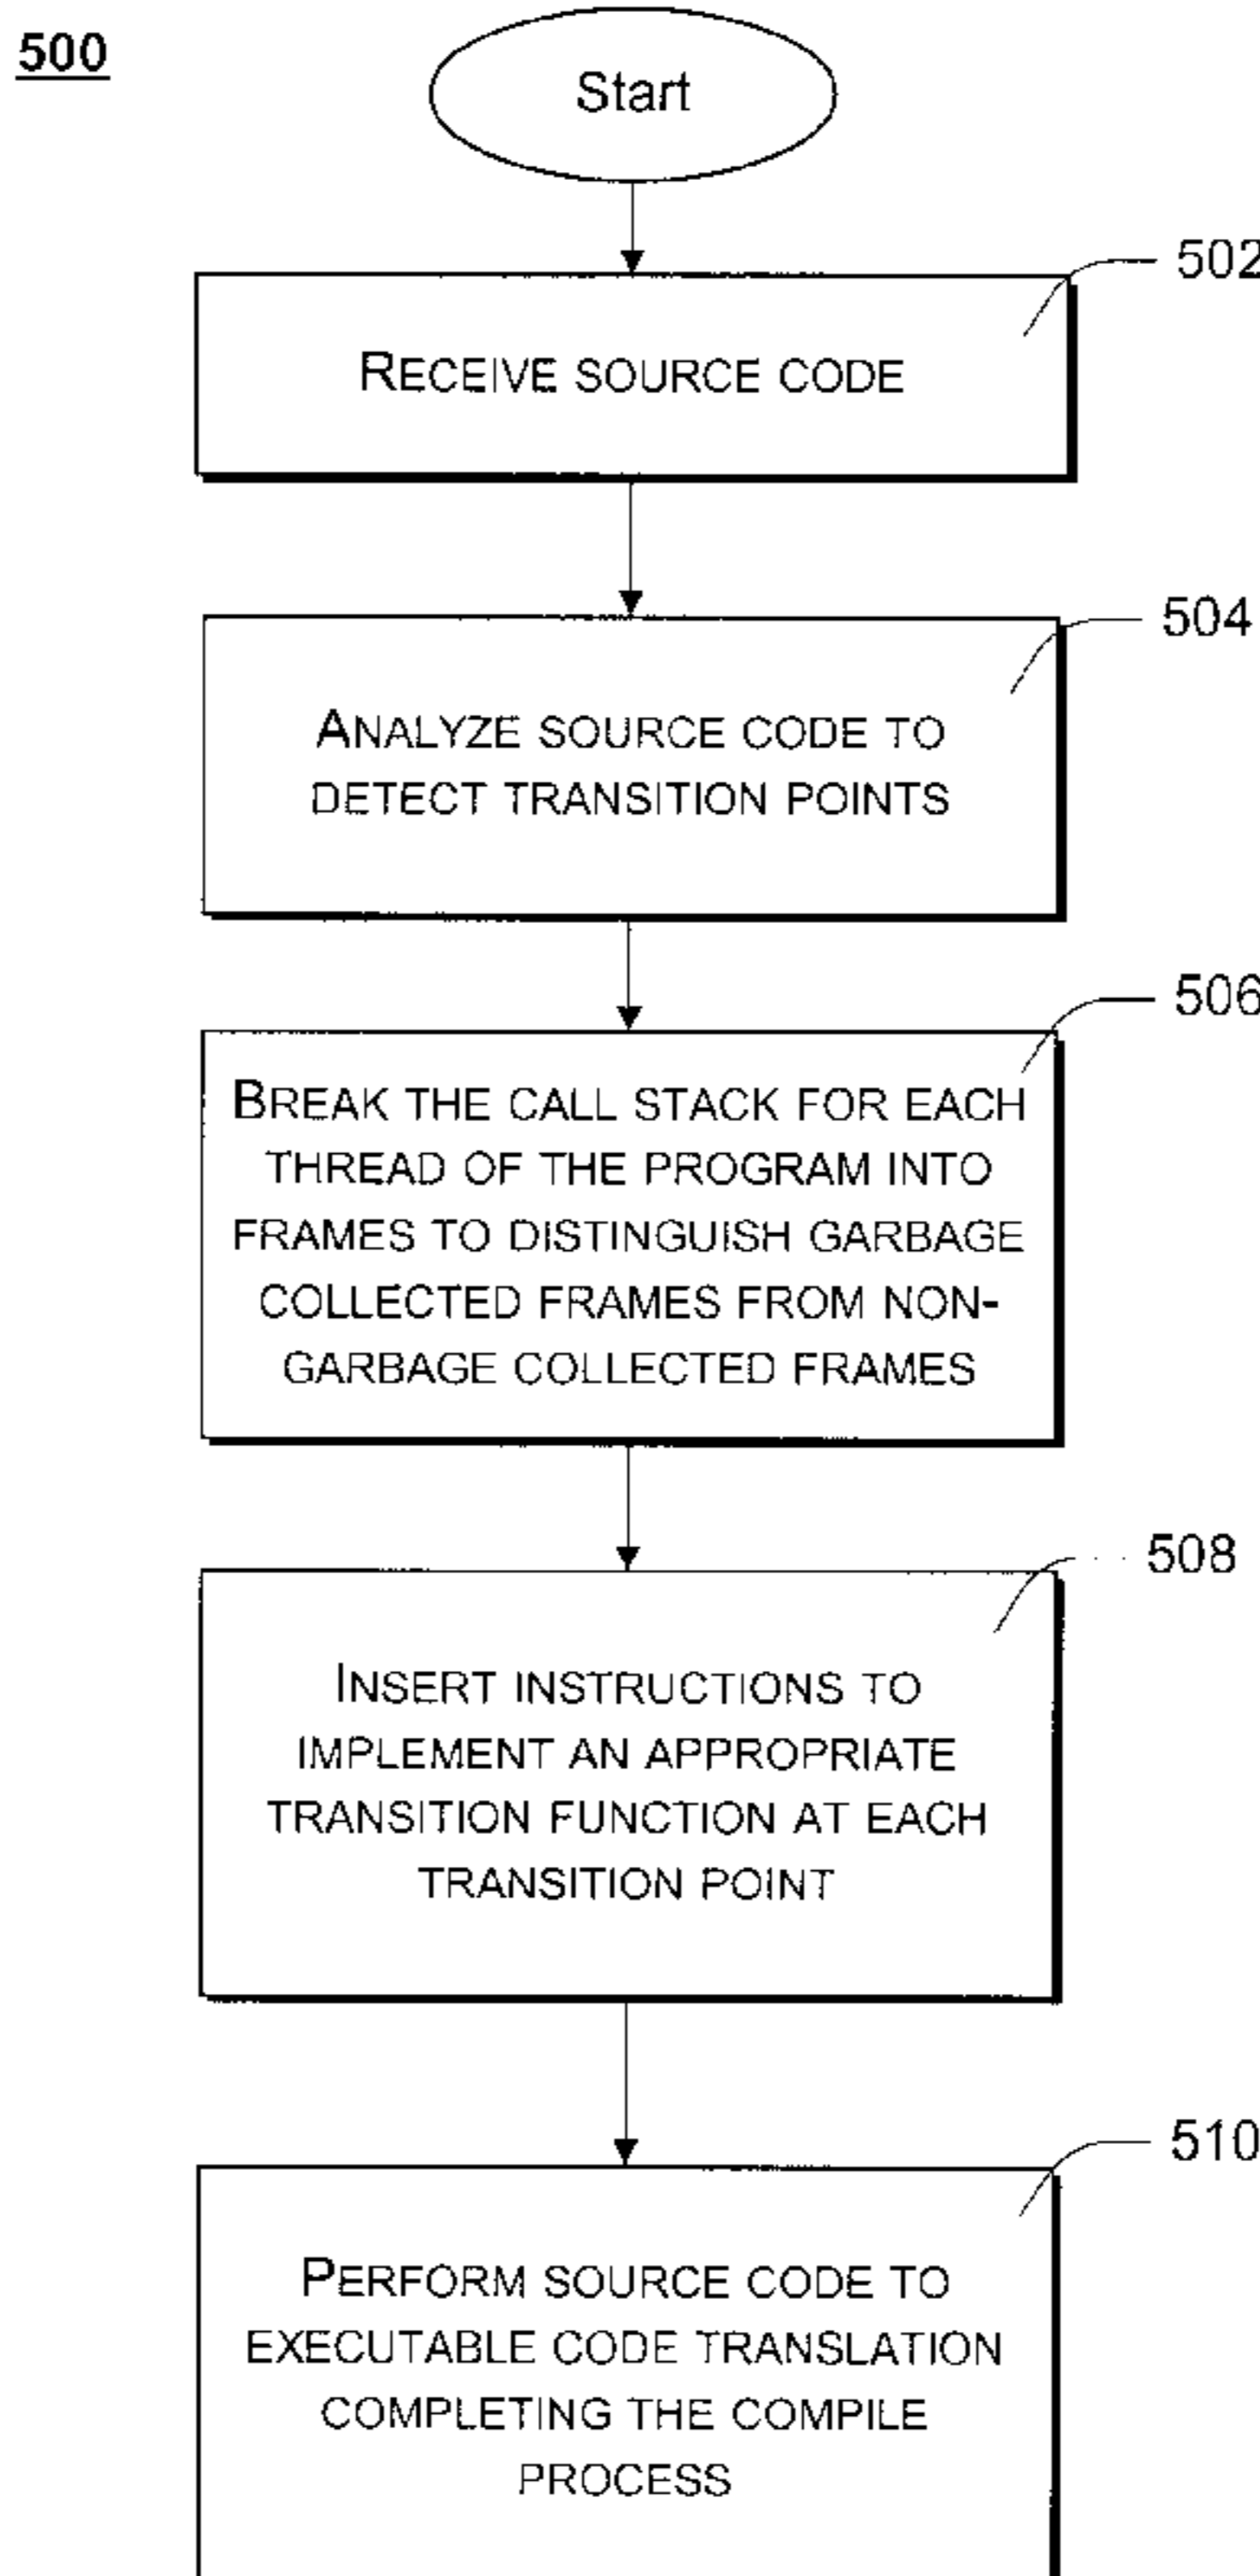 500
Start
502
RECEIVE SOURCE CODE
504
ANALYZE SOURCE CODE TO
DETECT TRANSITION POINTS
506
BREAK THE CALL STACK FOR EACH
THREAD OF THE PROGRAM INTO
FRAMES TO DISTINGUISH GARBAGE
COLLECTED FRAMES FROM NON-
GARBAGE COLLECTED FRAMES
508
INSERT INSTRUCTIONS TO
IMPLEMENT AN APPROPRIATE
TRANSITION FUNCTION AT EACH
TRANSITION POINT
510
PERFORM SOURCE CODE TO
EXECUTABLE CODE TRANSLATION
COMPLETING THE COMPILE
PROCESS